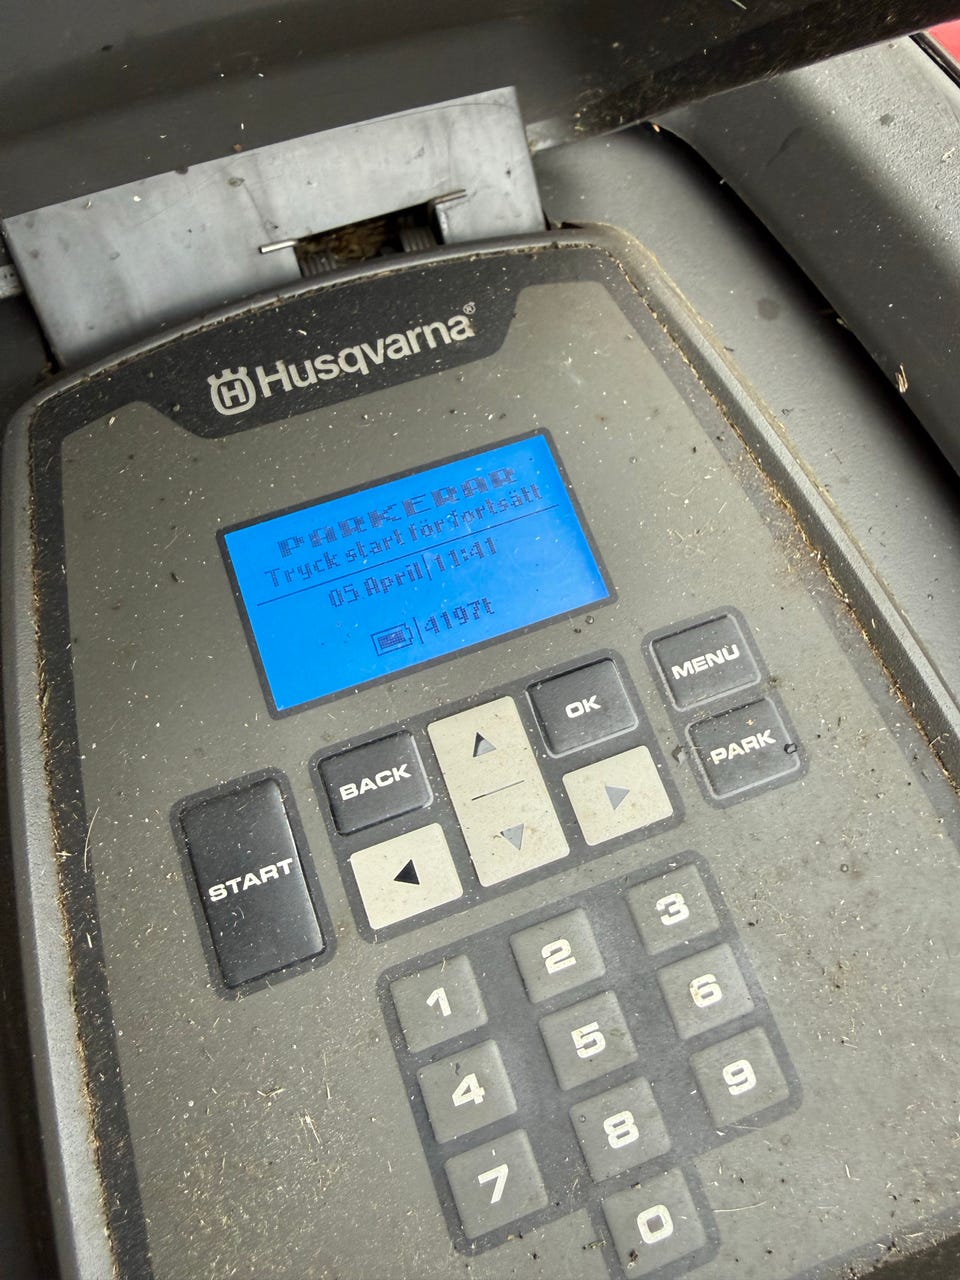 Husqvarna®
PARKERAR
Tryck start för fortsätt
05 April|11:41
|4197t
MENU
OK
PARK
BACK
START
1 2 3
4 5 6
7 8 9
0